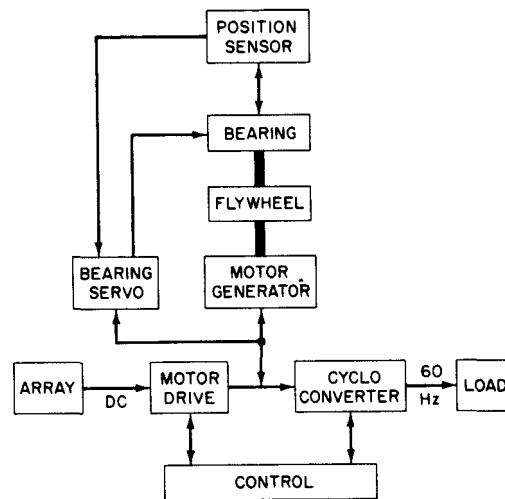 POSITION
SENSOR
BEARING
FLYWHEEL
BEARING
SERVO
MOTOR
GENERATOR
ARRAY
DC
MOTOR
DRIVE
CYCLO
CONVERTER
60
Hz
LOAD
CONTROL